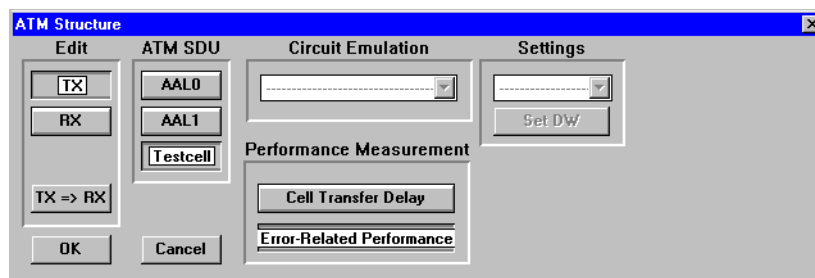 ATM Structure
Edit
TX
RX
TX => RX
OK
ATM SDU
AAL0
AAL1
Testcell
Cancel
Circuit Emulation
--------------------------------
Performance Measurement
Cell Transfer Delay
Error-Related Performance
Settings
----------------
Set DW